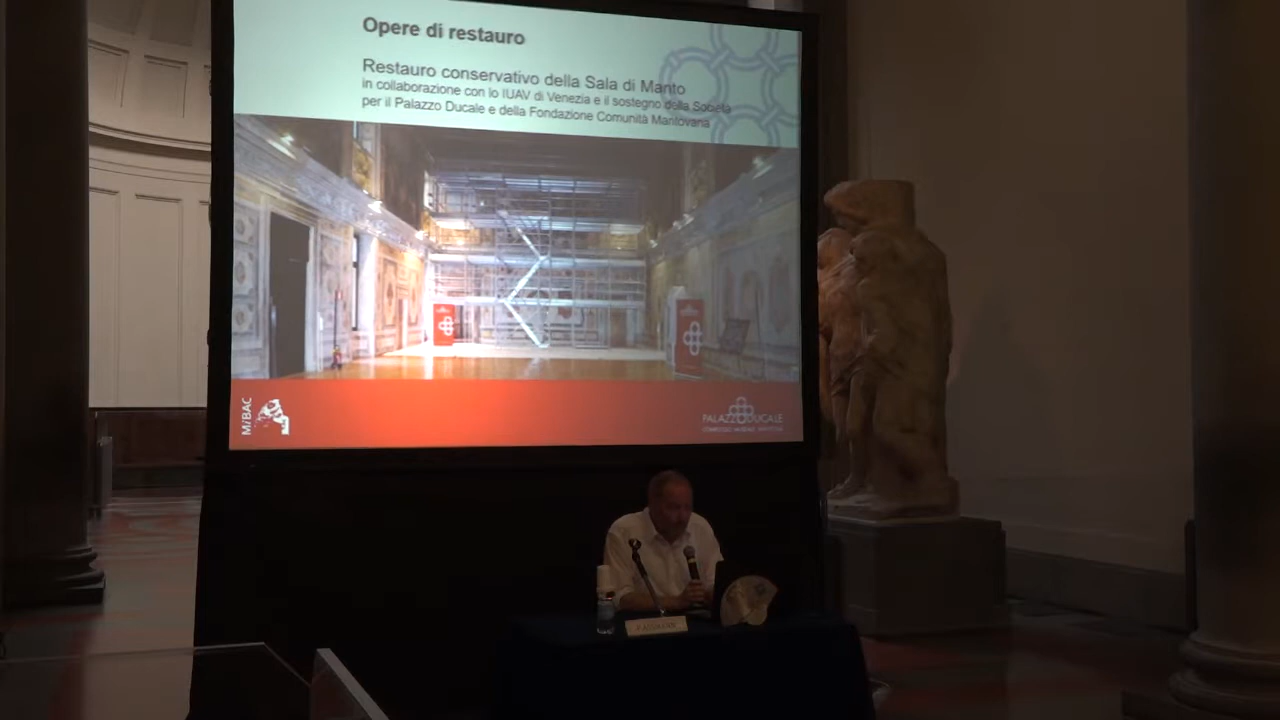 Opere di restauro
Restauro conservativo della Sala di Manto
in collaborazione con lo IUAV di Venezia e il sostegno della Società
per il Palazzo Ducale e della Fondazione Comunità Mantovana
MiBAC
PALAZZO DUCALE